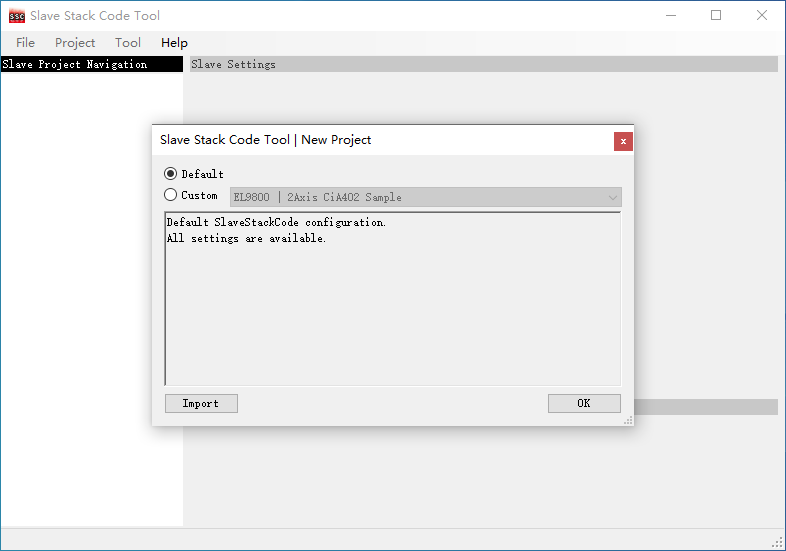 SSC Slave Stack Code Tool
File Project Tool Help
Slave Project Navigation Slave Settings
Slave Stack Code Tool | New Project
Default
Custom EL9800 | 2Axis CiA402 Sample
Default SlaveStackCode configuration.
All settings are available.
Import OK